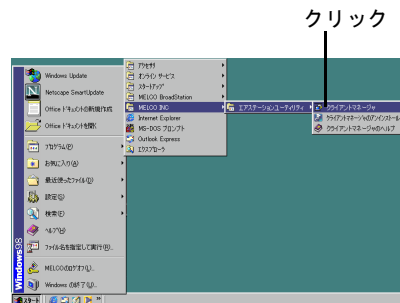 クリック
Windows Update
Netscape SmartUpdate
Office ドキュメントの新規作成
Office ドキュメントを開く
プログラム(P)
お気に入り(A)
最近使ったファイル(D)
設定(S)
検索(F)
ヘルプ(H)
ファイル名を指定して実行(R)...
MELCOのログオフ(L)...
Windows の終了(U)...
Windows98
スタート
アクセサリ
オンライン サービス
スタートアップ
MELCO BroadStation
MELCO INC
Internet Explorer
MS-DOS プロンプト
Outlook Express
エクスプローラ
エアステーションユーティリティ
クライアントマネージャ
クライアントマネージャのアンインストール
クライアントマネージャのヘルプ